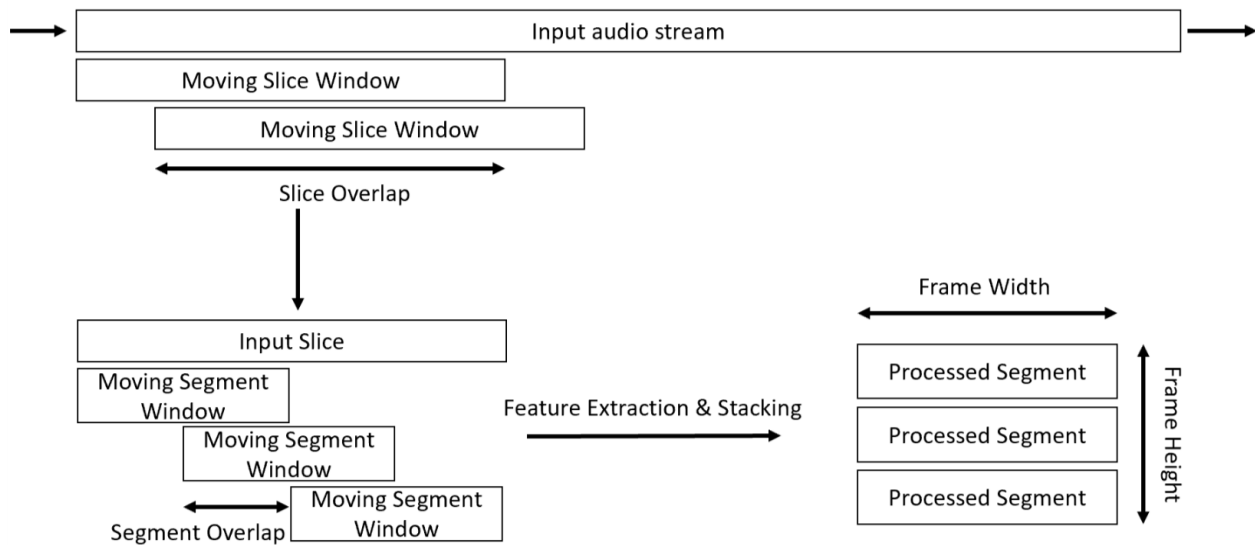 Input audio stream
Moving Slice Window
Moving Slice Window
Slice Overlap
Input Slice
Moving Segment
Window
Moving Segment
Window
Moving Segment
Window
Segment Overlap
Feature Extraction & Stacking
Frame Width
Processed Segment
Processed Segment
Processed Segment
Frame Height